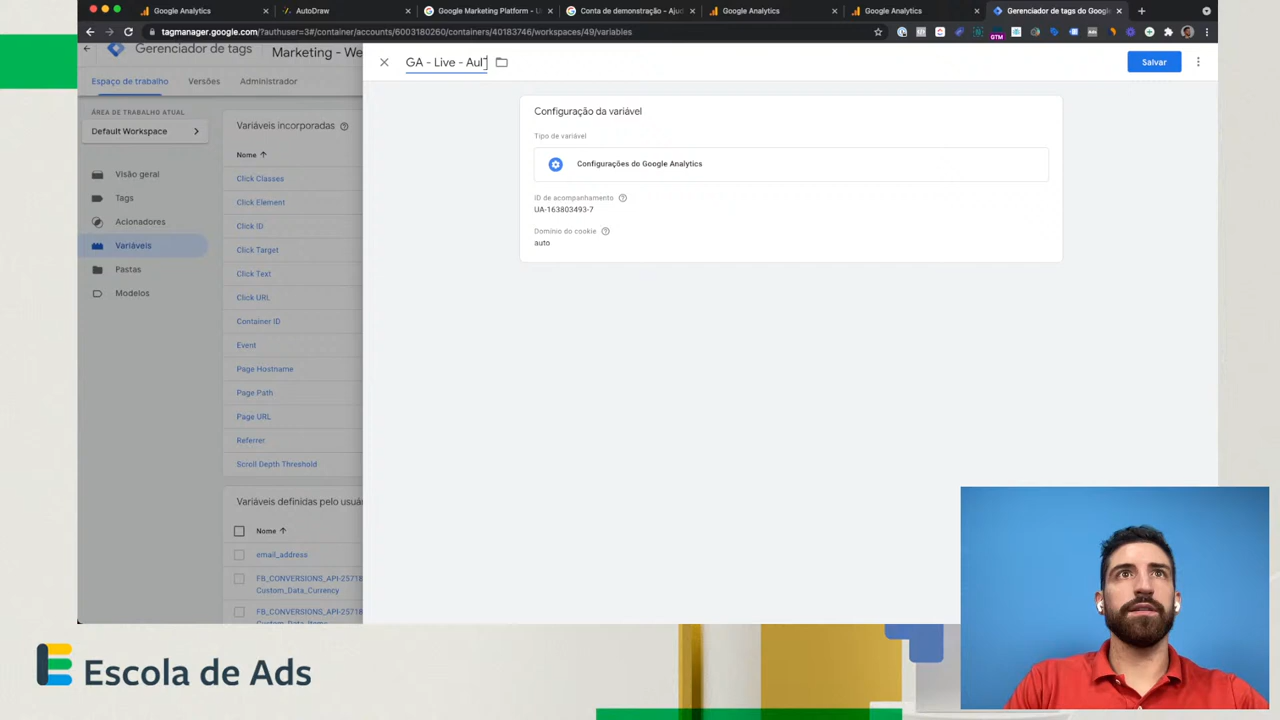 Google Analytics
AutoDraw
Google Marketing Platform - U
Conta de demonstração - Ajud
Google Analytics
Google Analytics
Gerenciador de tags do Google
tagmanager.google.com/?authuser=3#/container/accounts/6003180260/containers/40183746/workspaces/49/variables
Gerenciador de tags
Marketing - We
GA - Live - Aul
Salvar
Espaço de trabalho
Versões
Administrador
ÁREA DE TRABALHO ATUAL
Default Workspace
Visão geral
Tags
Acionadores
Variáveis
Pastas
Modelos
Variáveis incorporadas
Nome
Click Classes
Click Element
Click ID
Click Target
Click Text
Click URL
Container ID
Event
Page Hostname
Page Path
Page URL
Referrer
Scroll Depth Threshold
Variáveis definidas pelo usuár
Nome
email_address
FB_CONVERSIONS_API-25718
Custom_Data_Currency
FB_CONVERSIONS_API-25718
Configuração da variável
Tipo de variável
Configurações do Google Analytics
ID de acompanhamento
UA-163803493-7
Domínio do cookie
auto
Escola de Ads